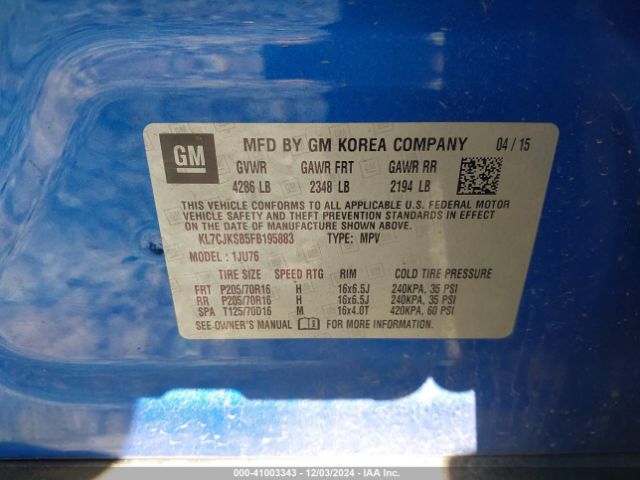 GM MFD BY GM KOREA COMPANY 04 / 15
GVWR GAWR FRT GAWR RR
4286 LB 2348 LB 2194 LB
THIS VEHICLE CONFORMS TO ALL APPLICABLE U.S. FEDERAL MOTOR
VEHICLE SAFETY AND THEFT PREVENTION STANDARDS IN EFFECT ON
THE DATE OF MANUFACTURE SHOWN ABOVE.
KL7CJKSB5FB195883 TYPE: MPV
MODEL : 1JU76
TIRE SIZE SPEED RTG RIM COLD TIRE PRESSURE
FRT P205/70R16 H 16x6.5J 240KPA, 35 PSI
RR P205/70R16 H 16x6.5J 240KPA, 35 PSI
SPA T125/70D16 M 16x4.0T 420KPA, 60 PSI
SEE OWNER'S MANUAL FOR MORE INFORMATION.
000-41003343 - 12/03/2024 - IAA Inc.